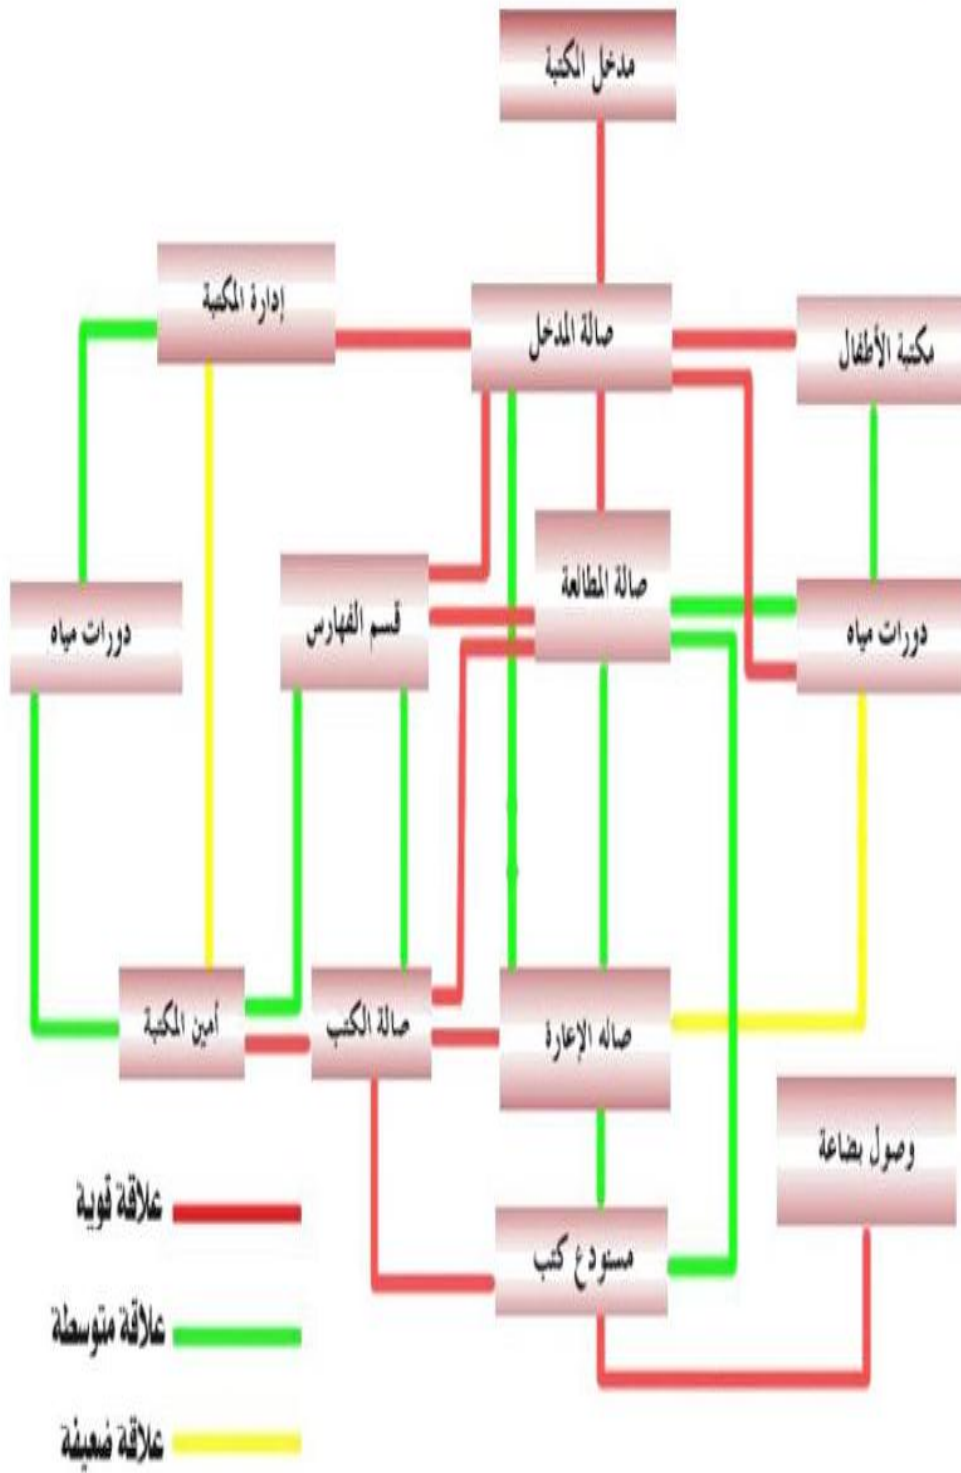 مدخل المكتبة
إدارة المكتبة
صالة المدخل
مكتبة الأطفال
صالة المطالعة
قسم الفهارس
دورات مياه
دورات مياه
أمين المكتبة
صالة الكتب
صاله الإعارة
وصول بضاعة
مستودع كتب
علاقة قوية
علاقة متوسطة
علاقة ضعيفة